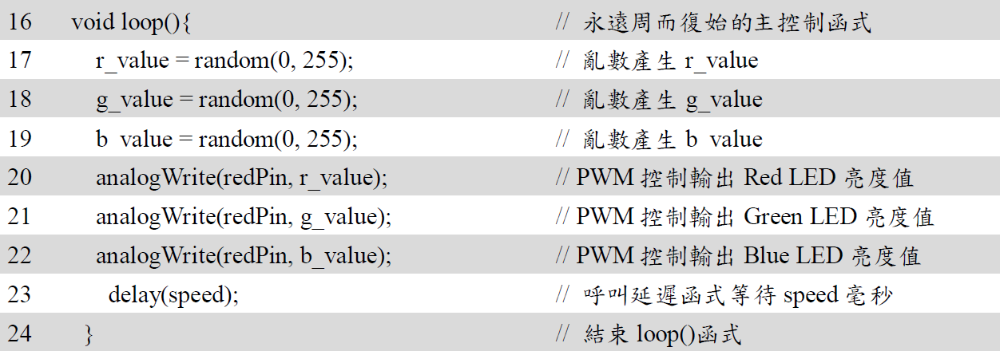 16 void loop(){ // 永遠周而復始的主控制函式
17 r_value = random(0, 255); // 亂數產生 r_value
18 g_value = random(0, 255); // 亂數產生 g_value
19 b value = random(0, 255); // 亂數產生 b value
20 analogWrite(redPin, r_value); // PWM 控制輸出 Red LED 亮度值
21 analogWrite(redPin, g_value); // PWM 控制輸出 Green LED 亮度值
22 analogWrite(redPin, b_value); // PWM 控制輸出 Blue LED 亮度值
23 delay(speed); // 呼叫延遲函式等待 speed 毫秒
24 } // 結束 loop()函式